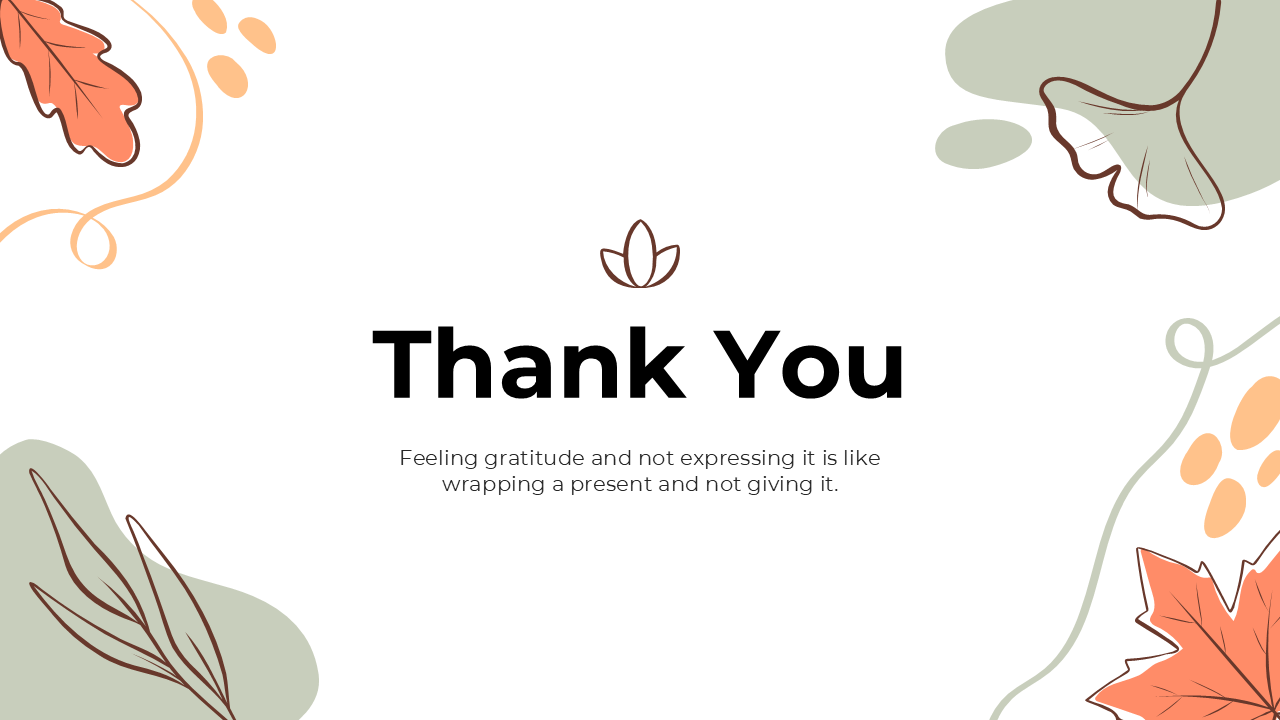 Thank You
Feeling gratitude and not expressing it is like
wrapping a present and not giving it.